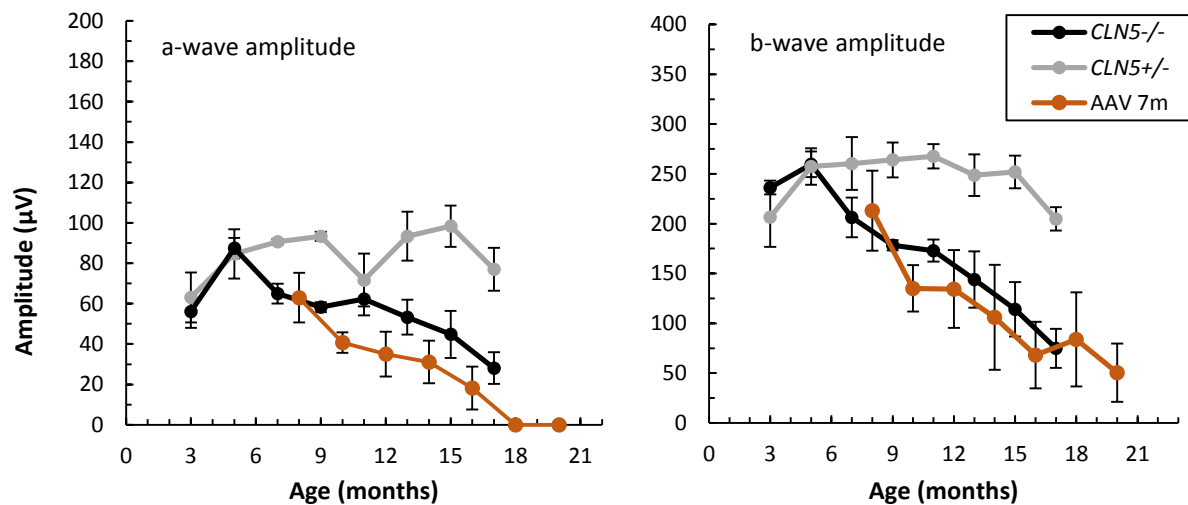 a-wave amplitude
200
180
160
140
120
100
80
60
40
20
0
Amplitude (µV)
0 3 6 9 12 15 18 21
Age (months)
b-wave amplitude
CLN5-/-
CLN5+/-
AAV 7m
400
350
300
250
200
150
100
50
0
0 3 6 9 12 15 18 21
Age (months)